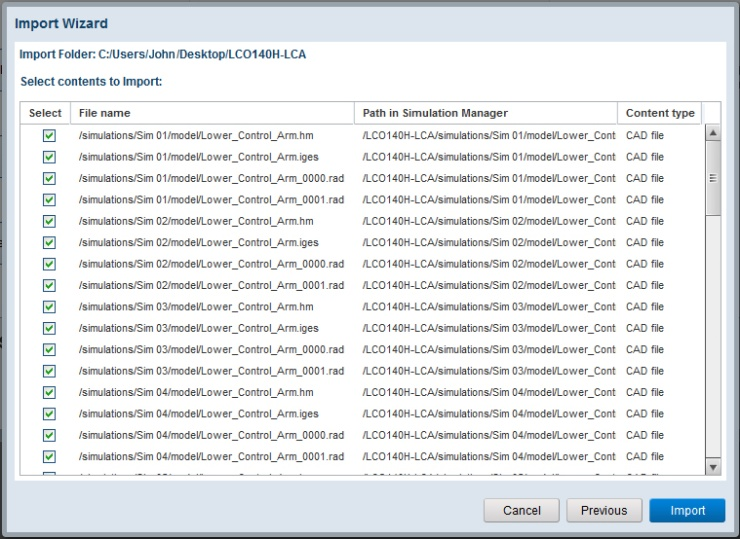 Import Wizard
Import Folder: C:/Users/John/Desktop/LCO140H-LCA
Select contents to Import:
Select File name Path in Simulation Manager Content type
/simulations/Sim 01/model/Lower_Control_Arm.hm /LCO140H-LCA/simulations/Sim 01/model/Lower_Cont CAD file
/simulations/Sim 01/model/Lower_Control_Arm.iges /LCO140H-LCA/simulations/Sim 01/model/Lower_Cont CAD file
/simulations/Sim 01/model/Lower_Control_Arm_0000.rad /LCO140H-LCA/simulations/Sim 01/model/Lower_Cont CAD file
/simulations/Sim 01/model/Lower_Control_Arm_0001.rad /LCO140H-LCA/simulations/Sim 01/model/Lower_Cont CAD file
/simulations/Sim 02/model/Lower_Control_Arm.hm /LCO140H-LCA/simulations/Sim 02/model/Lower_Cont CAD file
/simulations/Sim 02/model/Lower_Control_Arm.iges /LCO140H-LCA/simulations/Sim 02/model/Lower_Cont CAD file
/simulations/Sim 02/model/Lower_Control_Arm_0000.rad /LCO140H-LCA/simulations/Sim 02/model/Lower_Cont CAD file
/simulations/Sim 02/model/Lower_Control_Arm_0001.rad /LCO140H-LCA/simulations/Sim 02/model/Lower_Cont CAD file
/simulations/Sim 03/model/Lower_Control_Arm.hm /LCO140H-LCA/simulations/Sim 03/model/Lower_Cont CAD file
/simulations/Sim 03/model/Lower_Control_Arm.iges /LCO140H-LCA/simulations/Sim 03/model/Lower_Cont CAD file
/simulations/Sim 03/model/Lower_Control_Arm_0000.rad /LCO140H-LCA/simulations/Sim 03/model/Lower_Cont CAD file
/simulations/Sim 03/model/Lower_Control_Arm_0001.rad /LCO140H-LCA/simulations/Sim 03/model/Lower_Cont CAD file
/simulations/Sim 04/model/Lower_Control_Arm.hm /LCO140H-LCA/simulations/Sim 04/model/Lower_Cont CAD file
/simulations/Sim 04/model/Lower_Control_Arm.iges /LCO140H-LCA/simulations/Sim 04/model/Lower_Cont CAD file
/simulations/Sim 04/model/Lower_Control_Arm_0000.rad /LCO140H-LCA/simulations/Sim 04/model/Lower_Cont CAD file
/simulations/Sim 04/model/Lower_Control_Arm_0001.rad /LCO140H-LCA/simulations/Sim 04/model/Lower_Cont CAD file
Cancel Previous Import